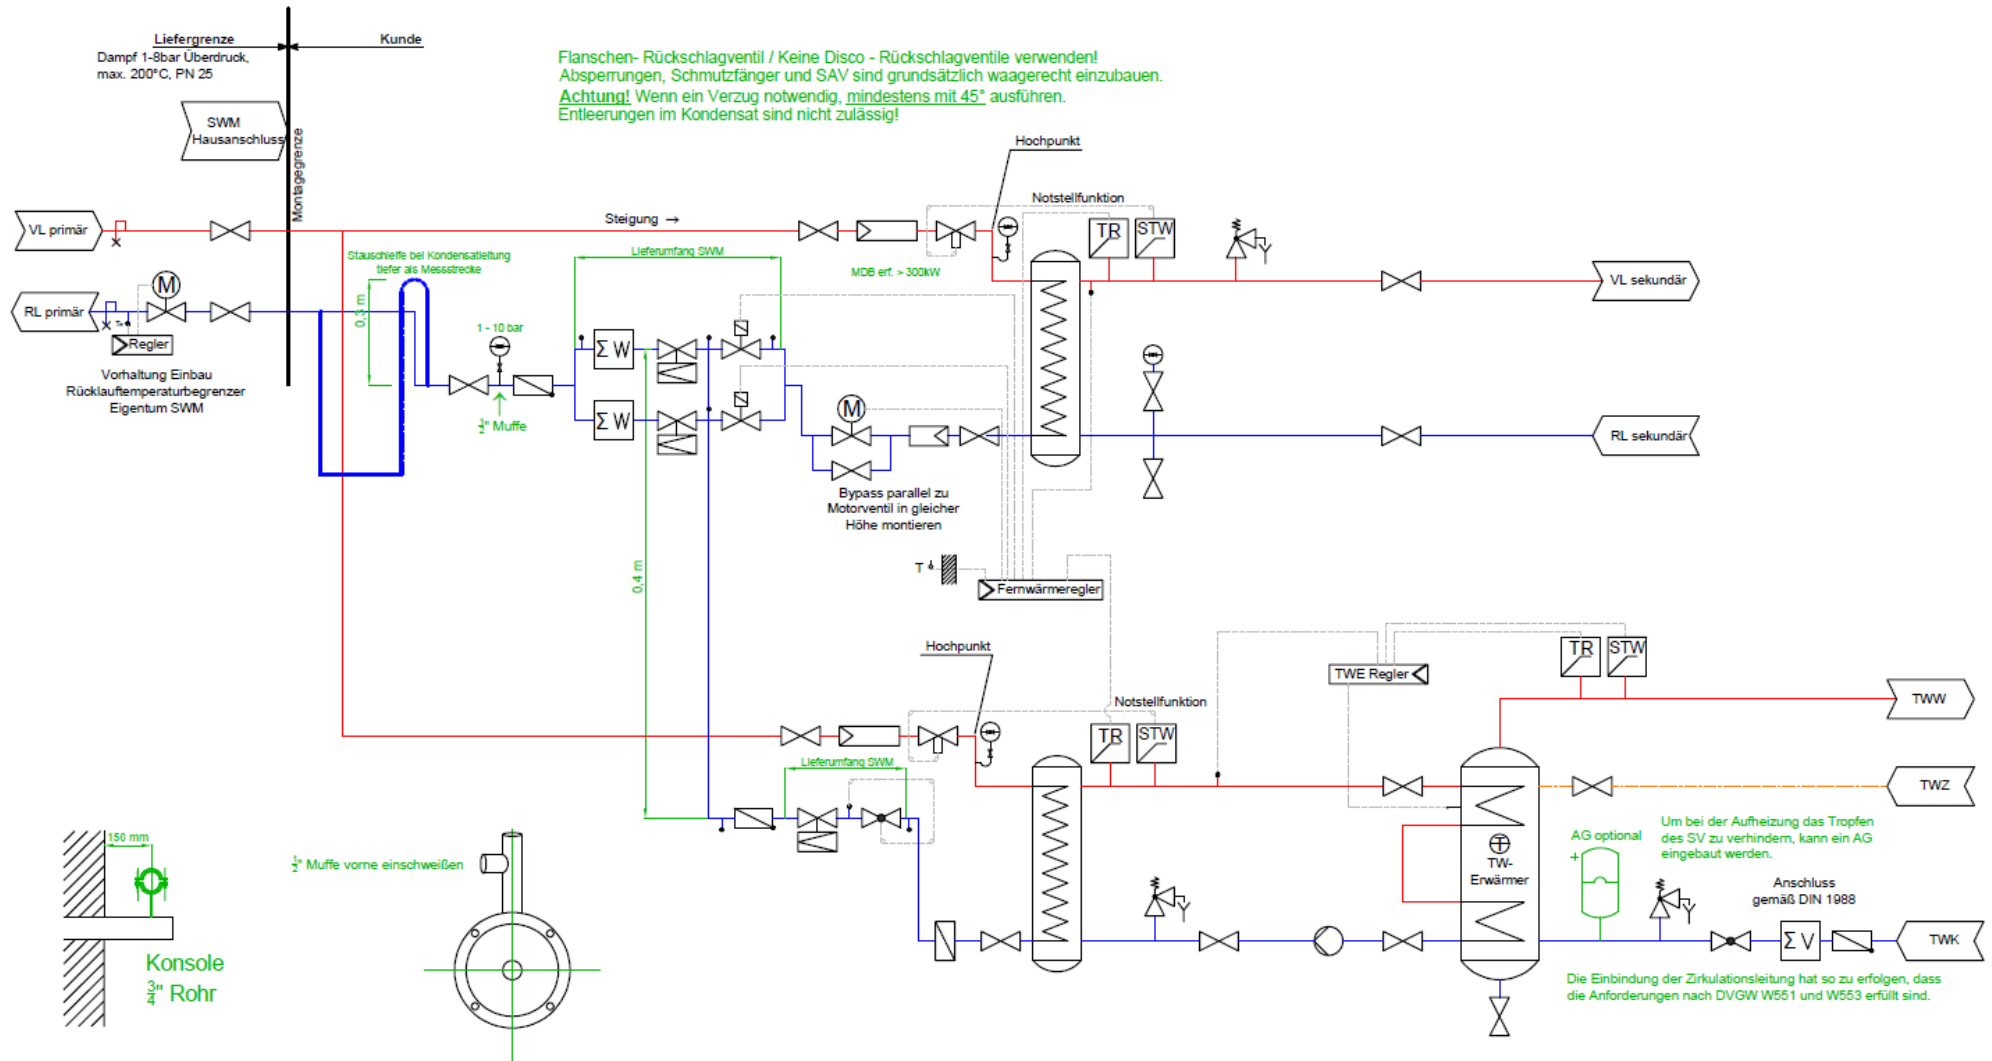 Liefergrenze
Kunde
Dampf 1-8bar Überdruck,
max. 200°C, PN 25
SWM
Hausanschluss
Montagegrenze
Flanschen- Rückschlagventil / Keine Disco - Rückschlagventile verwenden!
Absperrungen, Schmutzfänger und SAV sind grundsätzlich waagerecht einzubauen.
Achtung! Wenn ein Verzug notwendig, mindestens mit 45° ausführen.
Entleerungen im Kondensat sind nicht zulässig!
Hochpunkt
Notstellfunktion
VL primär
Steigung →
TR
STW
Stauschleife bei Kondensatleitung
tiefer als Messstrecke
Lieferumfang SWM
MDB erf. > 300kW
VL sekundär
M
RL primär
0,3 m
Regler
1 - 10 bar
Σ W
Vorhaltung Einbau
Rücklauftemperaturbegrenzer
Eigentum SWM
½" Muffe
Σ W
M
RL sekundär
Bypass parallel zu
Motorventil in gleicher
Höhe montieren
0,4 m
T
Fernwärmeregler
Hochpunkt
TWE Regler
TR
STW
Notstellfunktion
TWW
TR
STW
Lieferumfang SWM
TWZ
150 mm
½" Muffe vorne einschweißen
T
TW-
Erwärmer
AG optional
+
Um bei der Aufheizung das Tropfen
des SV zu verhindern, kann ein AG
eingebaut werden.
Anschluss
gemäß DIN 1988
Σ V
TWK
Konsole
¾" Rohr
Die Einbindung der Zirkulationsleitung hat so zu erfolgen, dass
die Anforderungen nach DVGW W551 und W553 erfüllt sind.